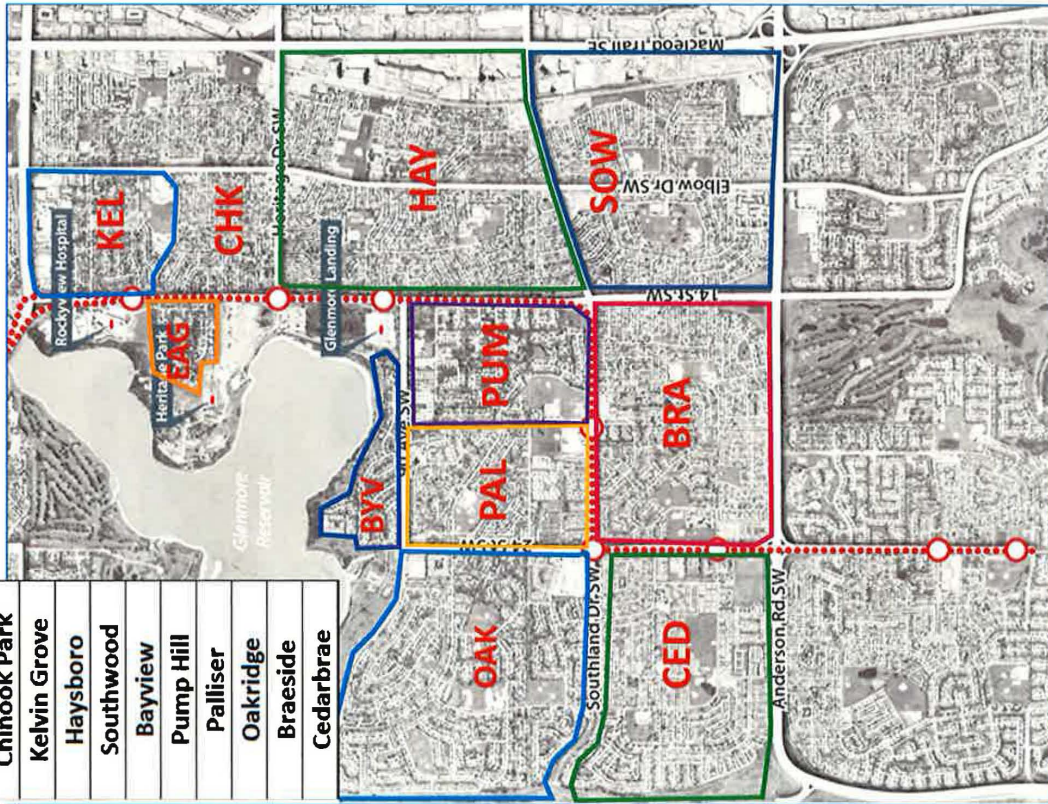 Chinook Park
Kelvin Grove
Haysboro
Southwood
Bayview
Pump Hill
Palliser
Oakridge
Braeside
Cedarbrae
Macleod Trail SE
Rockyview Hospital
KEL
CHK
Heritage Dr SW
HAY
Elbow Dr SW
SOW
Heritage Park
EAG
Glenmore Landing
14 St SW
Glenmore
Reservoir
BYV
Ave SW
PUM
PAL
BRA
OAK
Southland Dr SW
CED
Anderson Rd SW